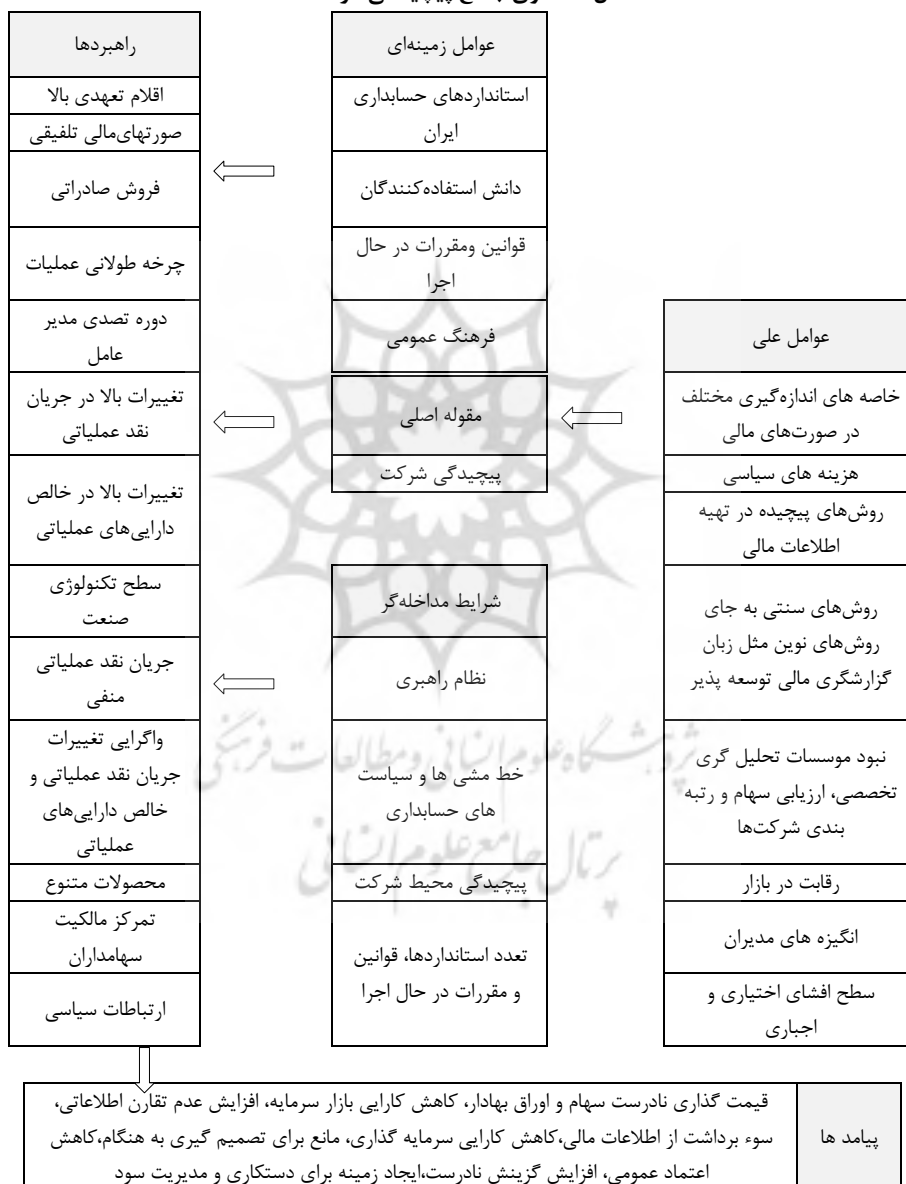 عوامل علی
خاصه های اندازه‌گیری مختلف
در صورت‌های مالی
هزینه های سیاسی
روش‌های پیچیده در تهیه
اطلاعات مالی
روش‌های سنتی به جای
روش‌های نوین مثل زبان
گزارشگری مالی توسعه پذیر
نبود موسسات تحلیل گری
تخصصی، ارزیابی سهام و رتبه
بندی شرکت‌ها
رقابت در بازار
انگیزه های مدیران
سطح افشای اختیاری و
اجباری
عوامل زمینه‌ای
استانداردهای حسابداری
ایران
دانش استفاده‌کنندگان
قوانین ومقررات در حال
اجرا
فرهنگ عمومی
مقوله اصلی
پیچیدگی شرکت
شرایط مداخله‌گر
نظام راهبری
خط مشی ها و سیاست
های حسابداری
پیچیدگی محیط شرکت
تعدد استانداردها، قوانین
و مقررات در حال اجرا
راهبردها
اقلام تعهدی بالا
صورتهای‌مالی تلفیقی
فروش صادراتی
چرخه طولانی عملیات
دوره تصدی مدیر
عامل
تغییرات بالا در جریان
نقد عملیاتی
تغییرات بالا در خالص
دارایی‌های عملیاتی
سطح تکنولوژی
صنعت
جریان نقد عملیاتی
منفی
واگرایی تغییرات
جریان نقد عملیاتی و
خالص دارایی‌های
عملیاتی
محصولات متنوع
تمرکز مالکیت
سهامداران
ارتباطات سیاسی
پیامد ها
قیمت گذاری نادرست سهام و اوراق بهادار، کاهش کارایی بازار سرمایه، افزایش عدم تقارن اطلاعاتی،
سوء برداشت از اطلاعات مالی،کاهش کارایی سرمایه گذاری، مانع برای تصمیم گیری به هنگام،کاهش
اعتماد عمومی، افزایش گزینش نادرست،ایجاد زمینه برای دستکاری و مدیریت سود
پژوهشگاه علوم انسانی و مطالعات فرهنگی
پرتال جامع علوم انسانی